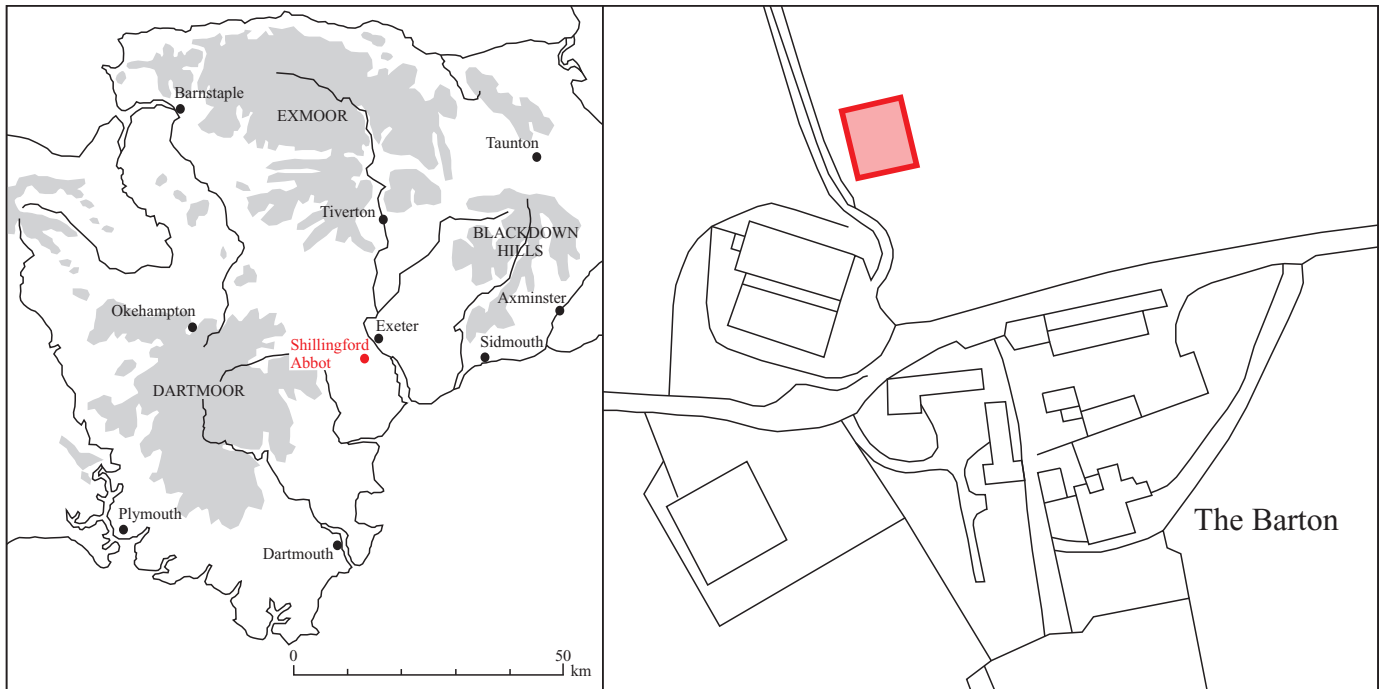 Barnstaple
EXMOOR
Taunton
Tiverton
BLACKDOWN
HILLS
Axminster
Okehampton
Exeter
Shillingford
Abbot
Sidmouth
DARTMOOR
Plymouth
Dartmouth
0
50
km
The Barton